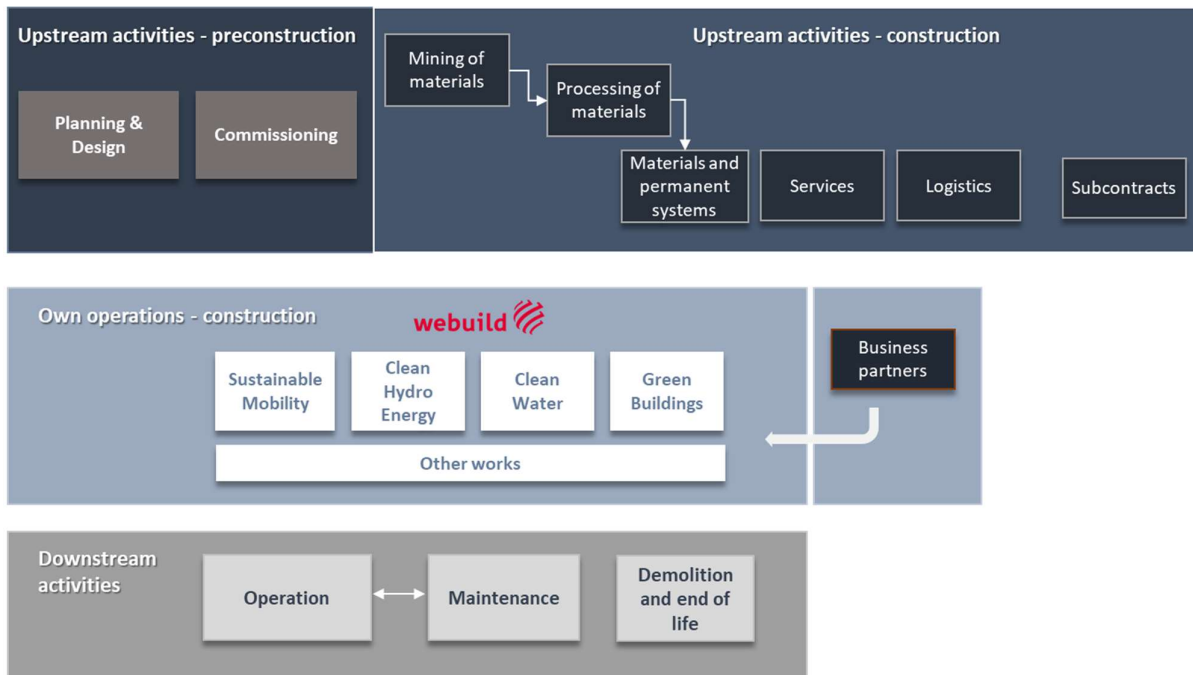 Upstream activities - preconstruction
Planning &
Design
Commissioning
Upstream activities - construction
Mining of
materials
Processing of
materials
Materials and
permanent
systems
Services
Logistics
Subcontracts
Own operations - construction
webuild
Sustainable
Mobility
Clean
Hydro
Energy
Clean
Water
Green
Buildings
Other works
Business
partners
Downstream
activities
Operation
Maintenance
Demolition
and end of
life